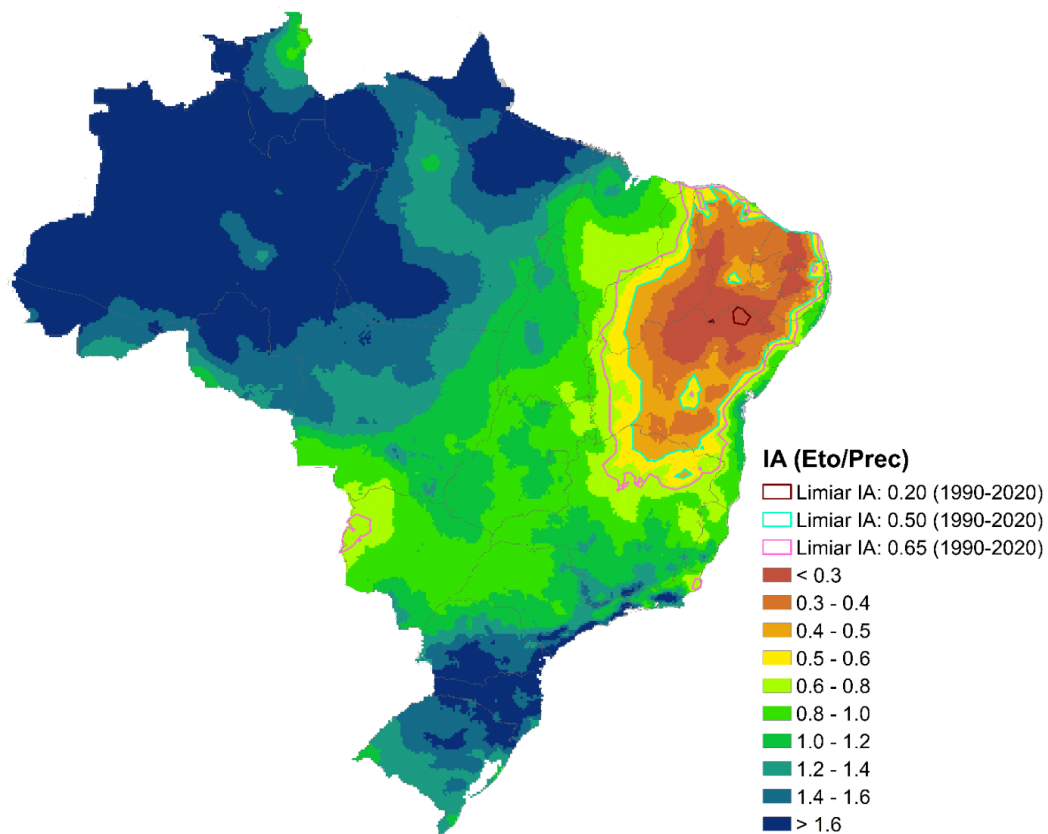 IA (Eto/Prec)
Limiar IA: 0.20 (1990-2020)
Limiar IA: 0.50 (1990-2020)
Limiar IA: 0.65 (1990-2020)
< 0.3
0.3 - 0.4
0.4 - 0.5
0.5 - 0.6
0.6 - 0.8
0.8 - 1.0
1.0 - 1.2
1.2 - 1.4
1.4 - 1.6
> 1.6